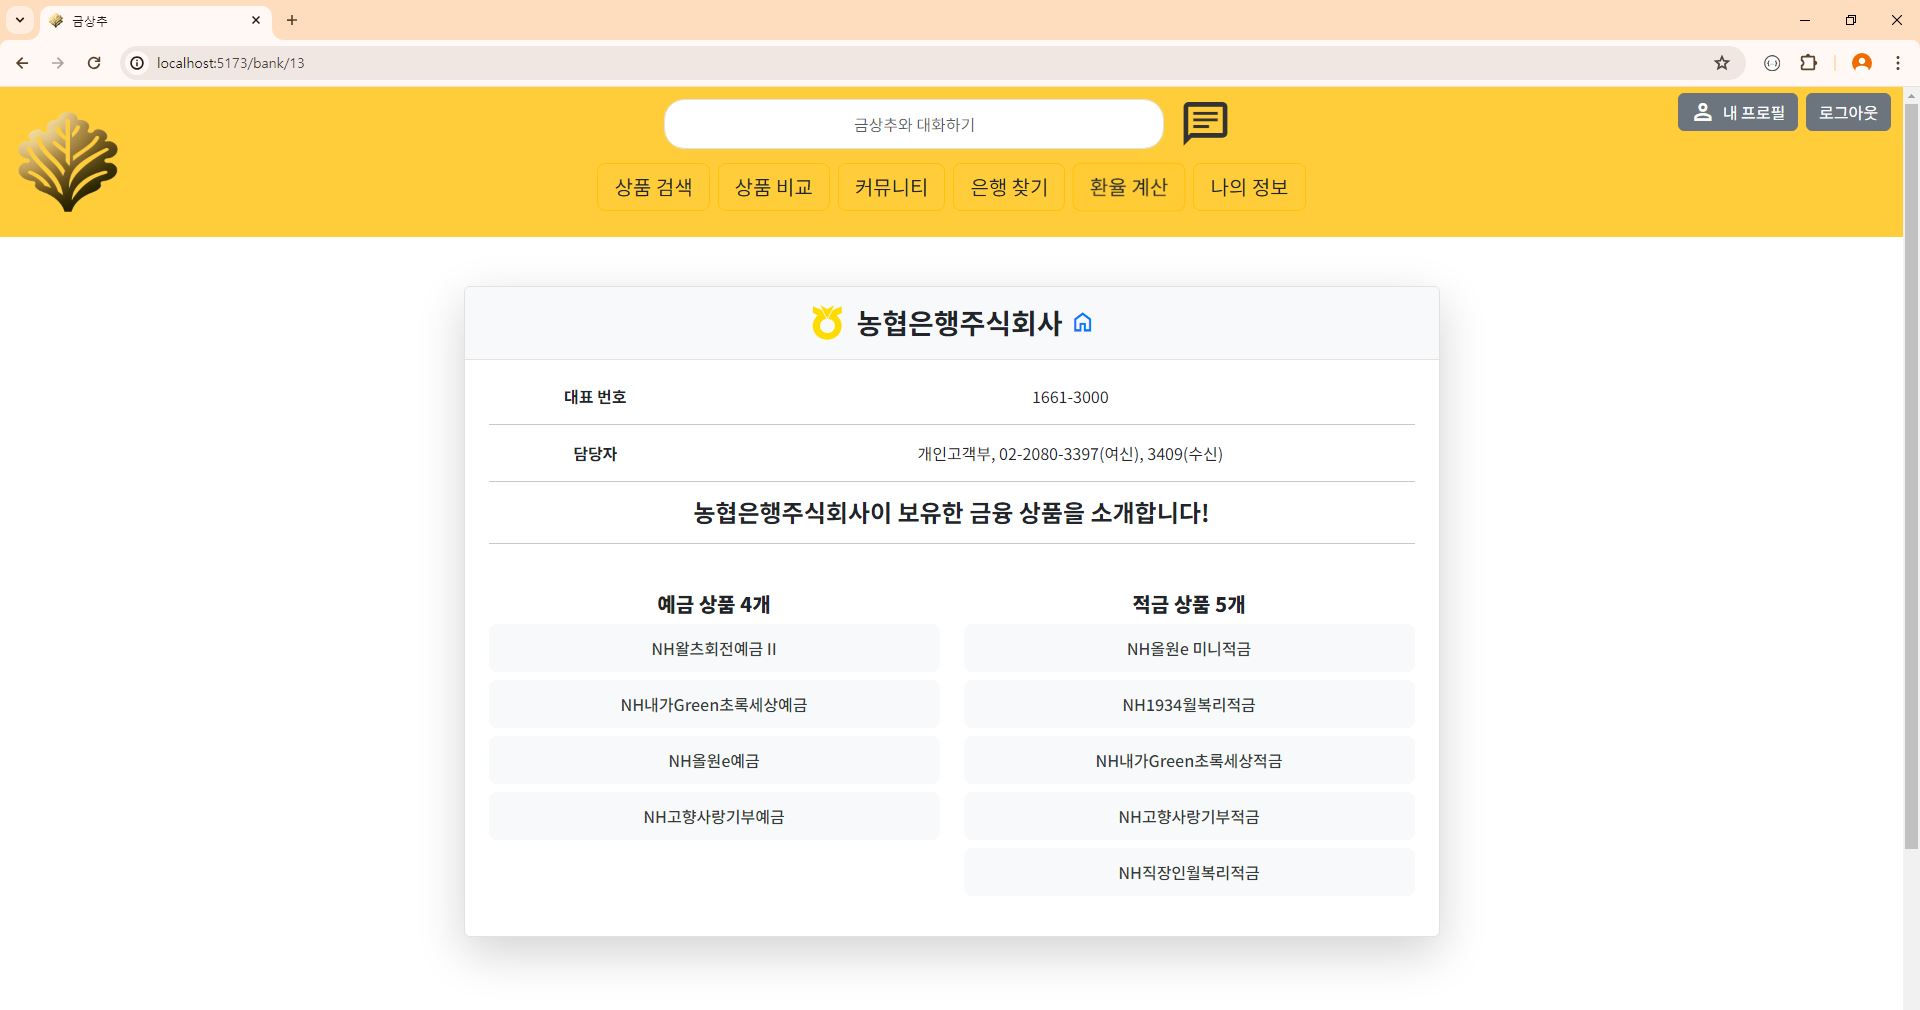 금상추
localhost:5173/bank/13
금상추와 대화하기
내 프로필
로그아웃
상품 검색
상품 비교
커뮤니티
은행 찾기
환율 계산
나의 정보
농협은행주식회사
대표 번호 1661-3000
담당자 개인고객부, 02-2080-3397(여신), 3409(수신)
농협은행주식회사이 보유한 금융 상품을 소개합니다!
예금 상품 4개
NH왈츠회전예금 II
NH내가Green초록세상예금
NH올원e예금
NH고향사랑기부예금
적금 상품 5개
NH올원e 미니적금
NH1934월복리적금
NH내가Green초록세상적금
NH고향사랑기부적금
NH직장인월복리적금